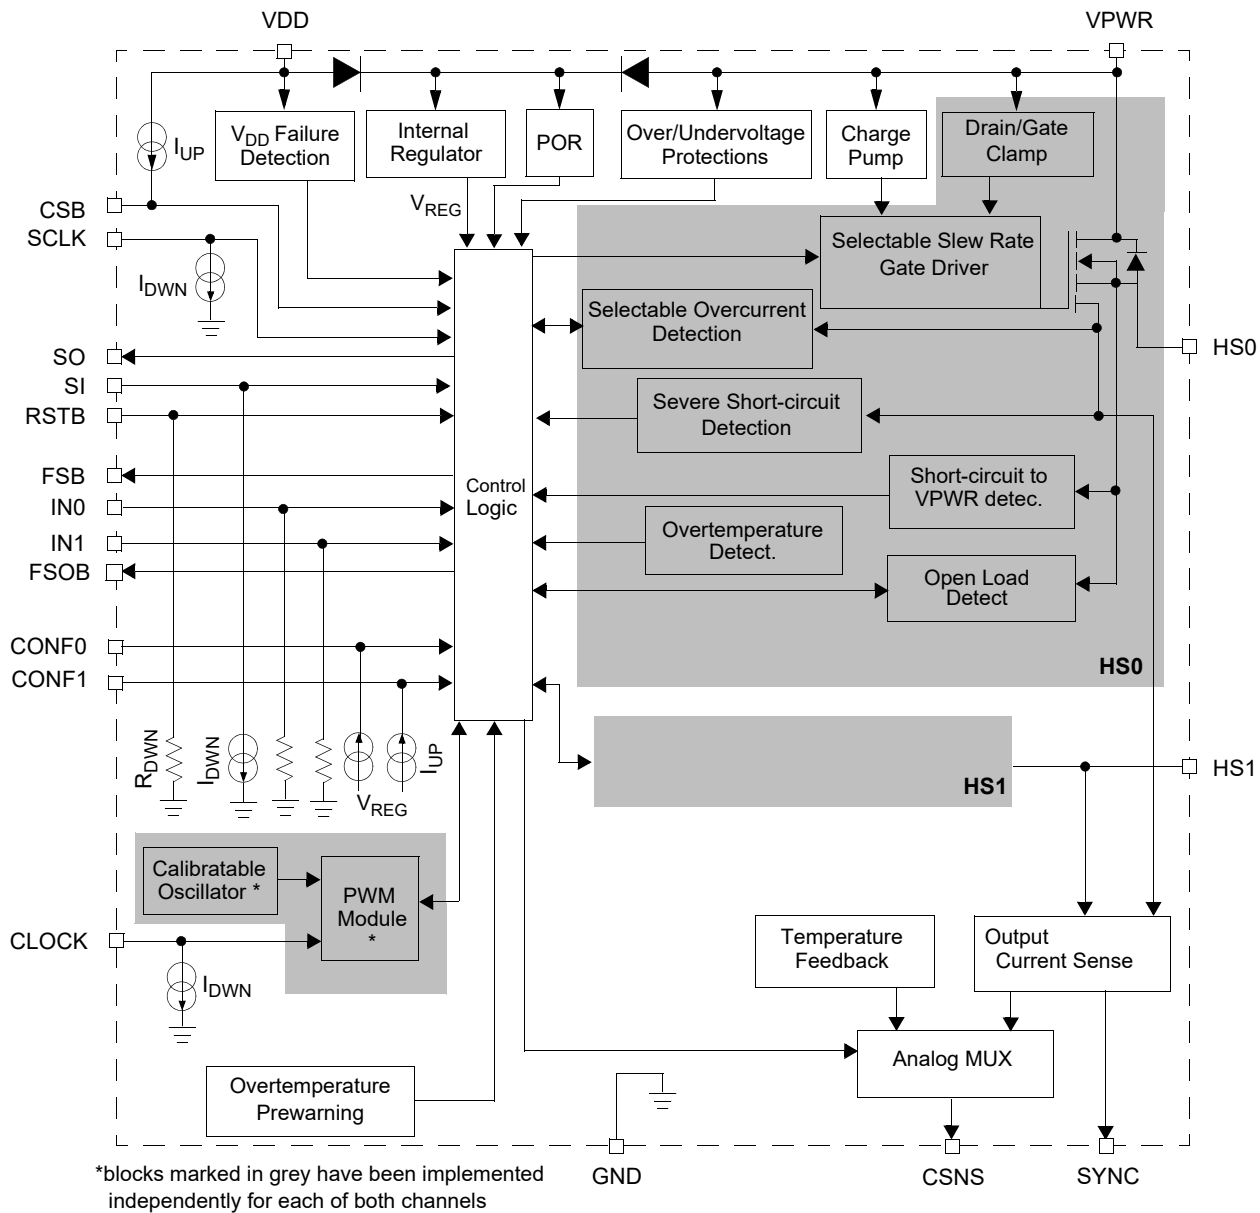 VDD
VPWR
VDD Failure
Detection
Internal
Regulator
POR
Over/Undervoltage
Protections
Charge
Pump
Drain/Gate
Clamp
IUP
VREG
CSB
SCLK
IDWN
Selectable Slew Rate
Gate Driver
Selectable Overcurrent
Detection
SO
HS0
SI
RSTB
Severe Short-circuit
Detection
FSB
IN0
Control
Logic
Short-circuit to
VPWR detec.
IN1
FSOB
Overtemperature
Detect.
Open Load
Detect
CONF0
CONF1
HS0
RDWN
IDWN
VREG
IUP
HS1
HS1
Calibratable
Oscillator *
PWM
Module
*
CLOCK
IDWN
Temperature
Feedback
Output
Current Sense
Analog MUX
Overtemperature
Prewarning
GND
CSNS
SYNC
*blocks marked in grey have been implemented
independently for each of both channels